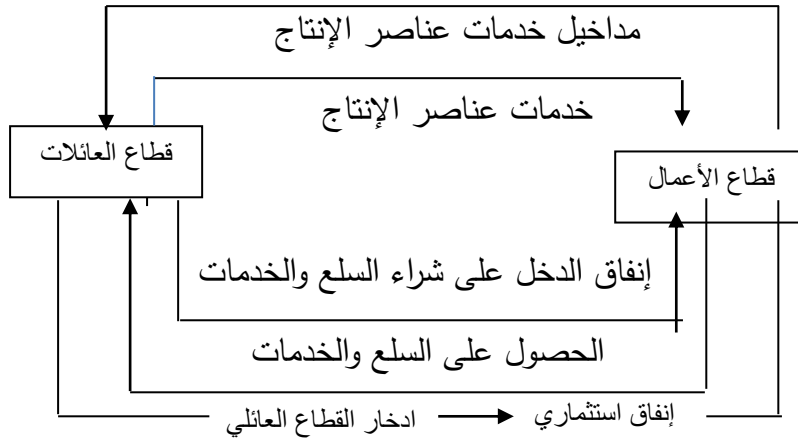 مداخيل خدمات عناصر الإنتاج
خدمات عناصر الإنتاج
قطاع العائلات
قطاع الأعمال
إنفاق الدخل على شراء السلع والخدمات
الحصول على السلع والخدمات
إنفاق استثماري
ادخار القطاع العائلي